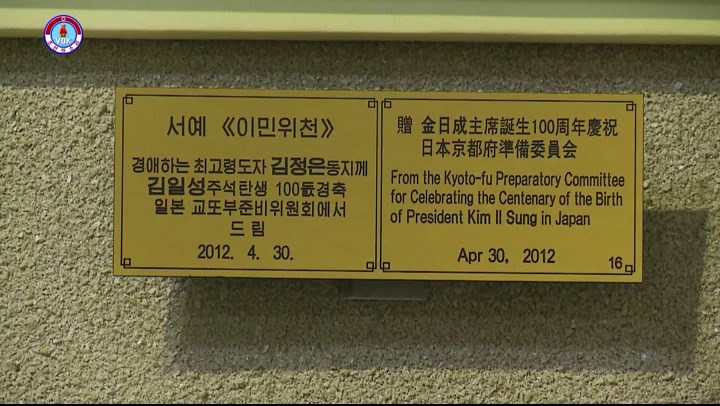 VOK
서예 《이민위천》
경애하는 최고령도자 김정은동지께
김일성주석탄생 100돐경축
일본 교또부준비위원회에서
드 림
2012. 4. 30.
贈 金日成主席誕生100周年慶祝
日本京都府準備委員会
From the Kyoto-fu Preparatory Committee
for Celebrating the Centenary of the Birth
of President Kim Il Sung in Japan
Apr 30, 2012
16